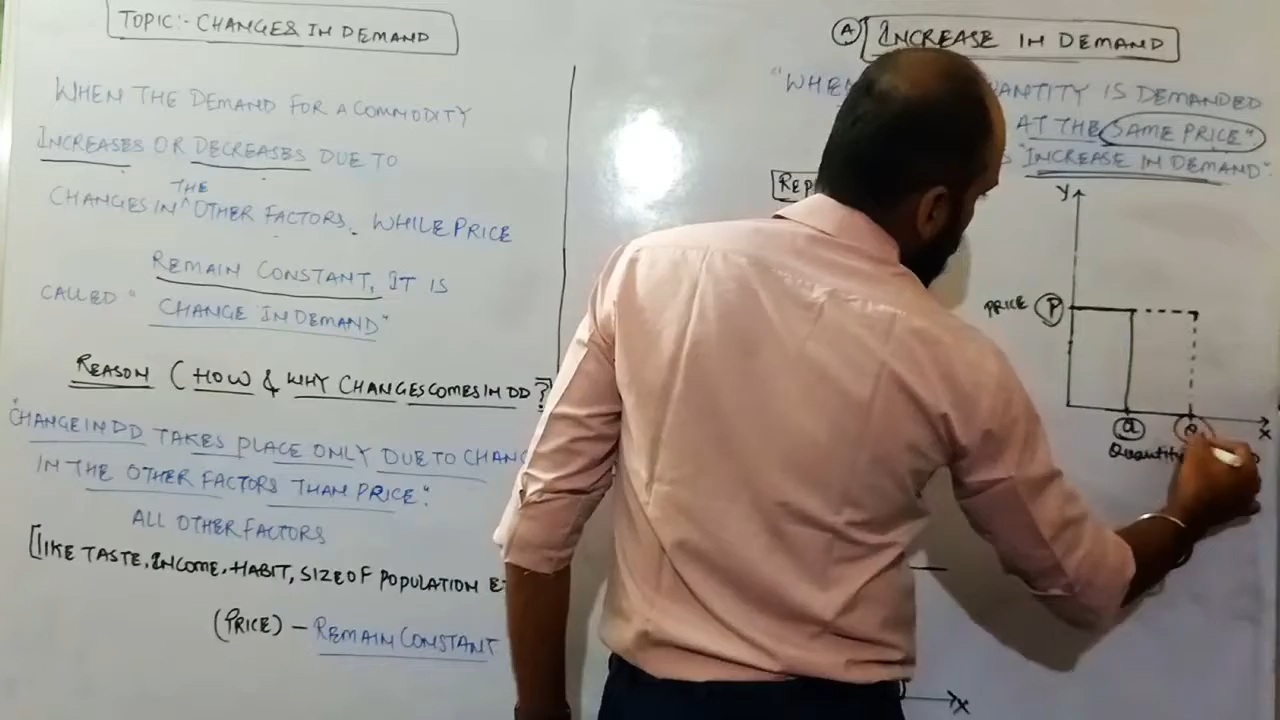 TOPIC:- CHANGES IN DEMAND
WHEN THE DEMAND FOR A COMMODITY
INCREASES OR DECREASES DUE TO
CHANGES IN THE OTHER FACTORS, WHILE PRICE
REMAIN CONSTANT, IT IS
CALLED "CHANGE IN DEMAND"
REASON (HOW & WHY CHANGES COMES IN DD?
"CHANGE IN DD TAKES PLACE ONLY DUE TO CHAN
IN THE OTHER FACTORS THAN PRICE".
ALL OTHER FACTORS
[LIKE TASTE, INCOME, HABIT, SIZE OF POPULATION E
(PRICE) - REMAIN CONSTANT
A INCREASE IN DEMAND
"WHEN QUANTITY IS DEMANDED
AT THE SAME PRICE"
"INCREASE IN DEMAND".
REP
Y
PRICE P
X
Quantity
X